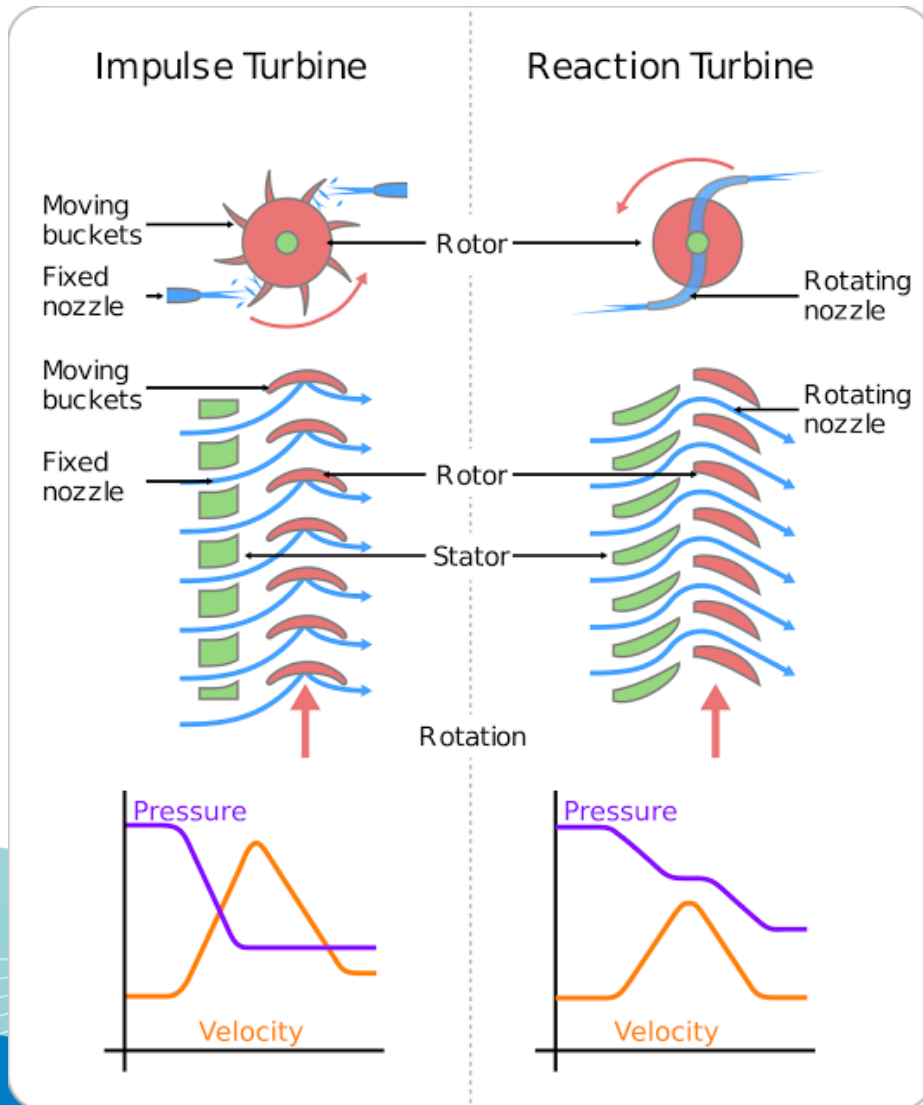 Impulse Turbine
Reaction Turbine
Moving
buckets
Fixed
nozzle
Rotor
Rotating
nozzle
Moving
buckets
Fixed
nozzle
Rotor
Stator
Rotating
nozzle
Rotation
Pressure
Velocity
Pressure
Velocity